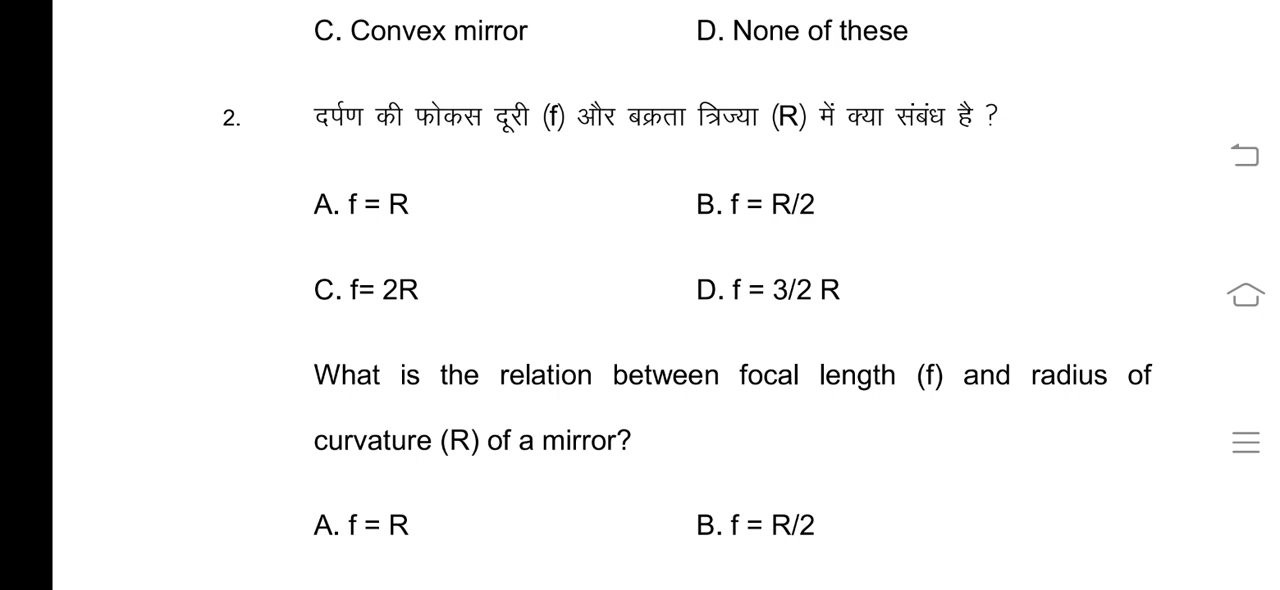 C. Convex mirror D. None of these
2. दर्पण की फोकस दूरी (f) और बक्रता त्रिज्या (R) में क्या संबंध है ?
A. f = R B. f = R/2
C. f= 2R D. f = 3/2 R
What is the relation between focal length (f) and radius of
curvature (R) of a mirror?
A. f = R B. f = R/2